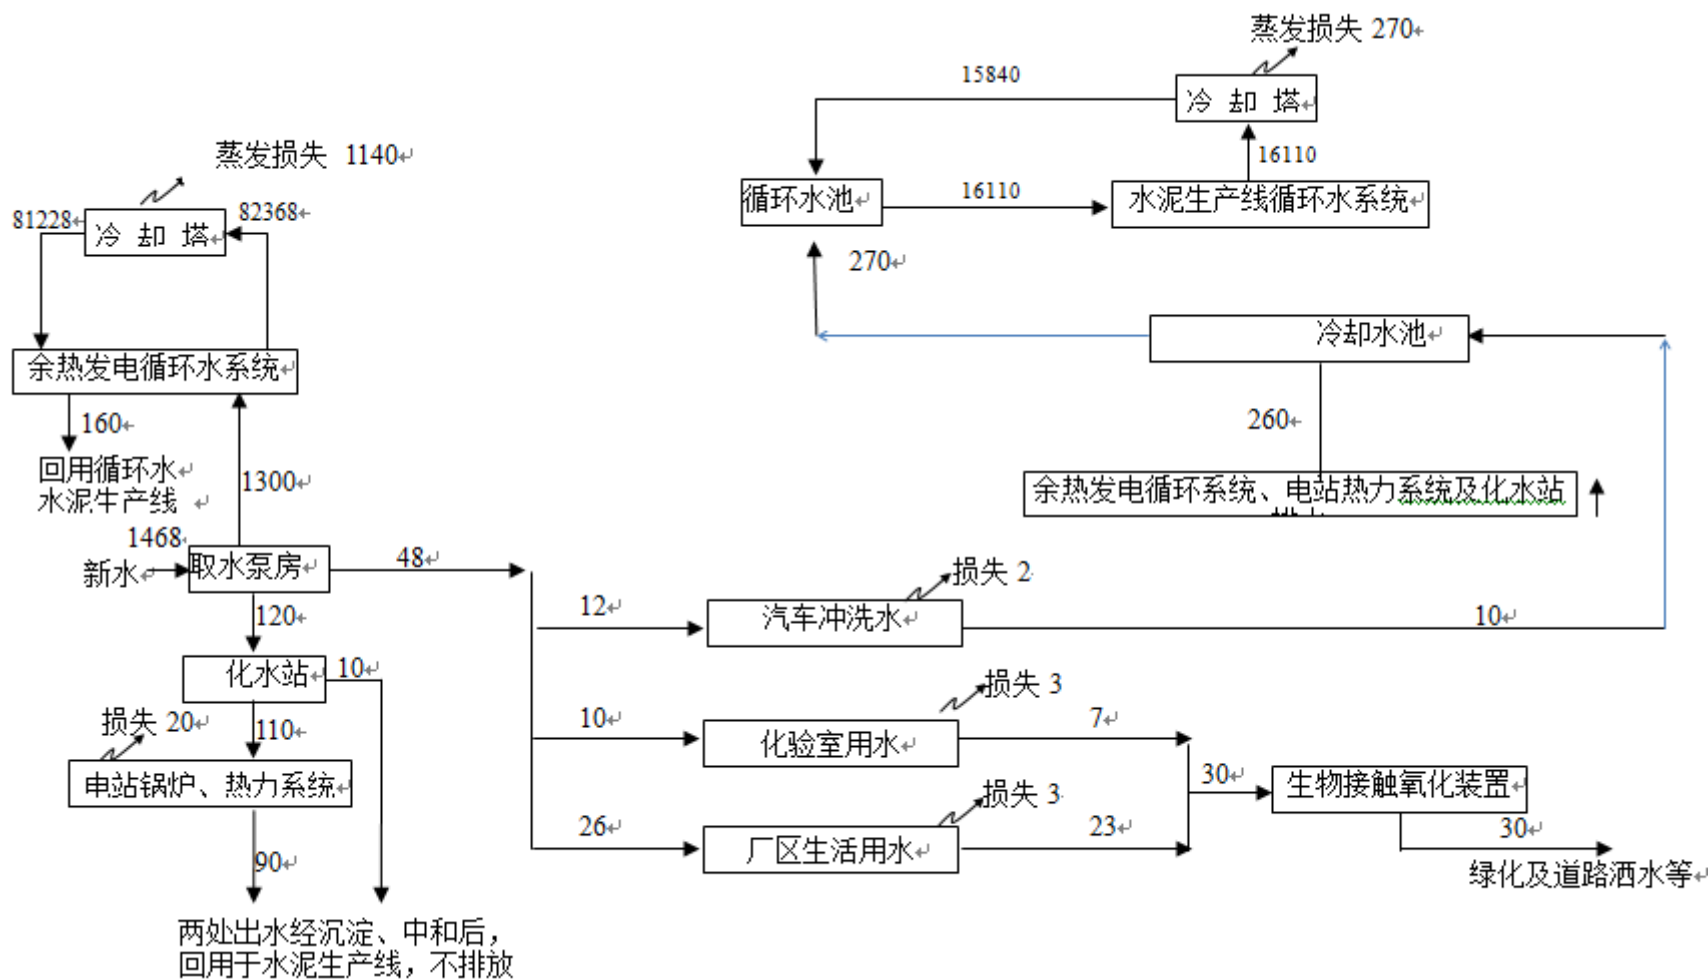 蒸发损失 270
15840
冷 却 塔
16110
蒸发损失 1140
循环水池
16110
水泥生产线循环水系统
81228
冷 却 塔
82368
270
余热发电循环水系统
冷却水池
160
260
回用循环水
水泥生产线
1300
余热发电循环系统、电站热力系统及化水站
1468
新水
取水泵房
48
损失 2
12
汽车冲洗水
10
120
化水站
10
损失 3
损失 20
110
10
化验室用水
7
电站锅炉、热力系统
30
生物接触氧化装置
损失 3
26
厂区生活用水
23
30
90
绿化及道路洒水等
两处出水经沉淀、中和后，
回用于水泥生产线，不排放